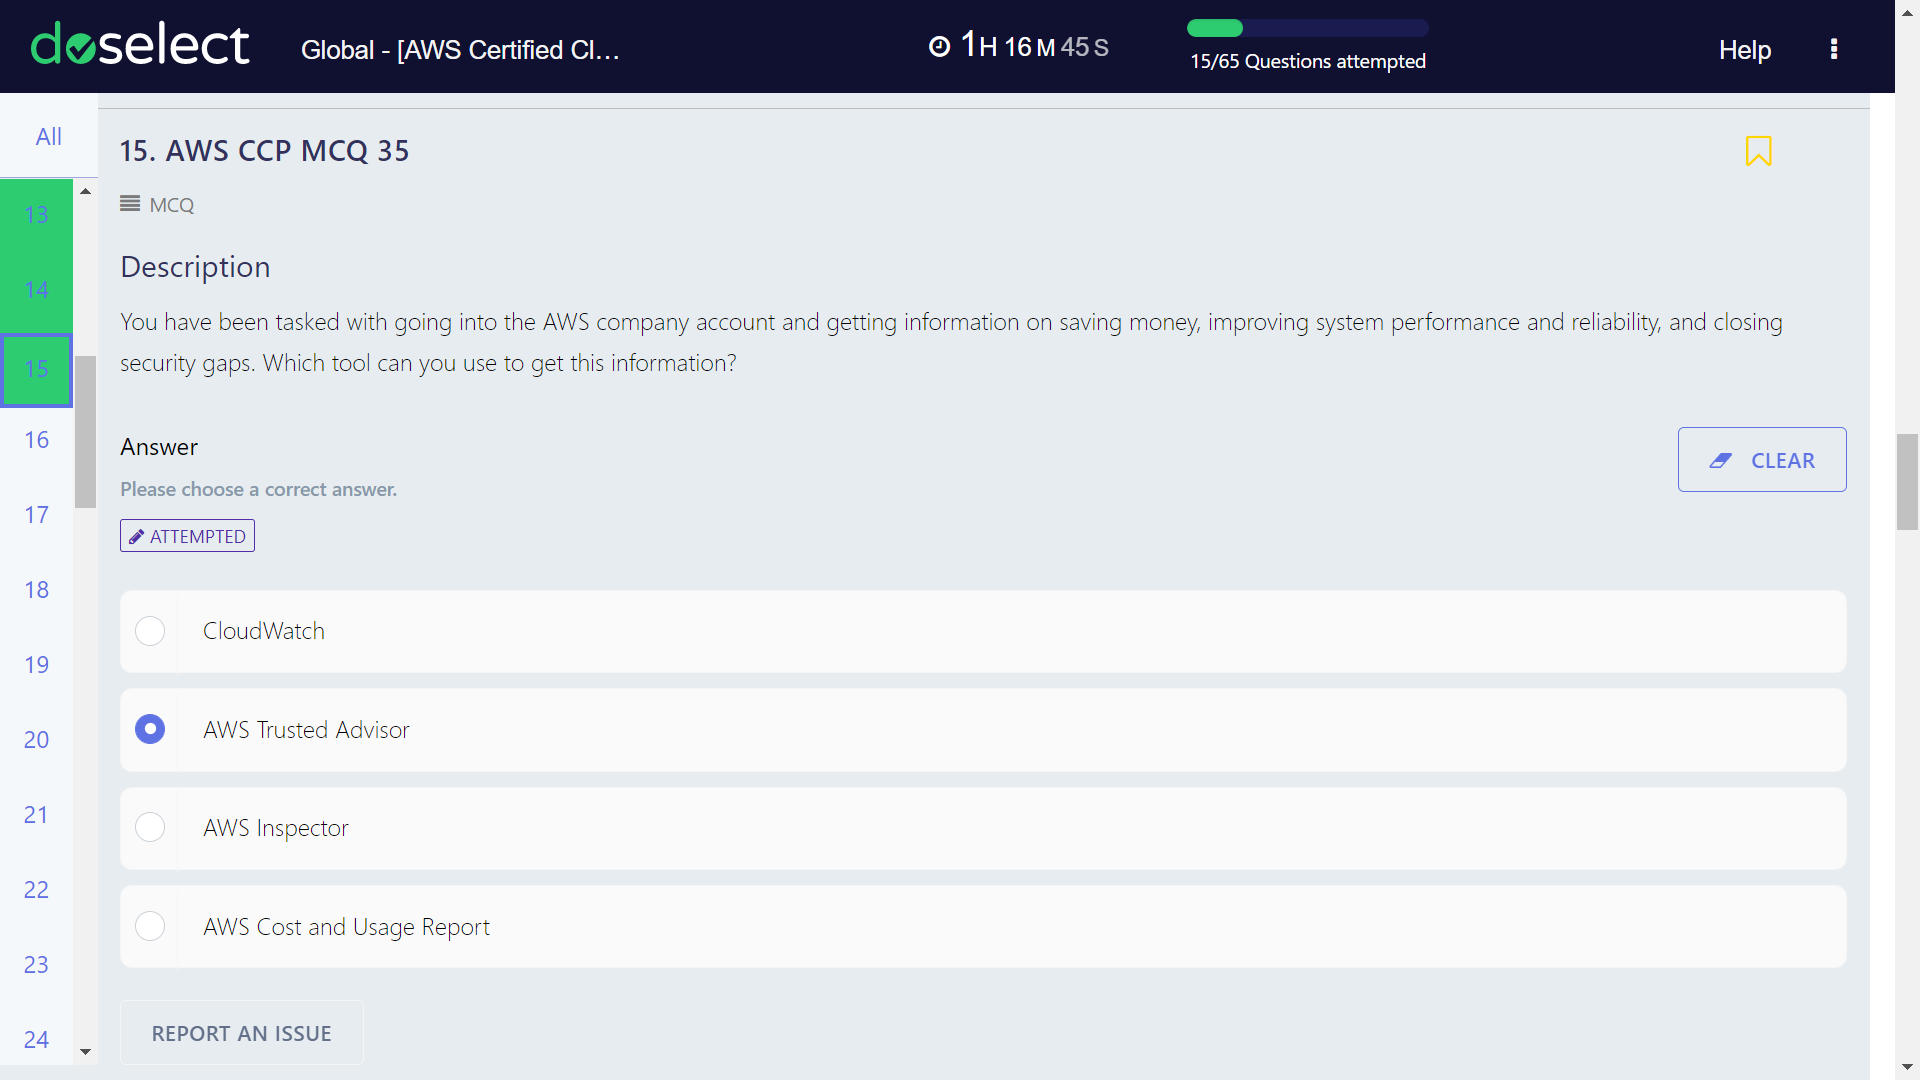 doselect
Global - [AWS Certified Cl...
1H 16M 45S
15/65 Questions attempted
Help
All
13
14
15
16
17
18
19
20
21
22
23
24
15. AWS CCP MCQ 35
MCQ
Description
You have been tasked with going into the AWS company account and getting information on saving money, improving system performance and reliability, and closing
security gaps. Which tool can you use to get this information?
Answer
Please choose a correct answer.
CLEAR
ATTEMPTED
CloudWatch
AWS Trusted Advisor
AWS Inspector
AWS Cost and Usage Report
REPORT AN ISSUE